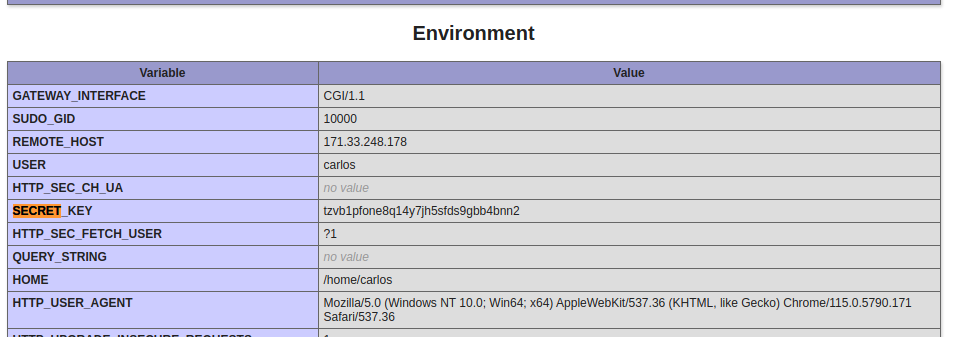 Environment
Variable Value
GATEWAY_INTERFACE CGI/1.1
SUDO_GID 10000
REMOTE_HOST 171.33.248.178
USER carlos
HTTP_SEC_CH_UA no value
SECRET_KEY tzvb1pfone8q14y7jh5sfds9gbb4bnn2
HTTP_SEC_FETCH_USER ?1
QUERY_STRING no value
HOME /home/carlos
HTTP_USER_AGENT Mozilla/5.0 (Windows NT 10.0; Win64; x64) AppleWebKit/537.36 (KHTML, like Gecko) Chrome/115.0.5790.171
Safari/537.36
HTTP_UPGRADE_INSECURE_REQUESTS 1